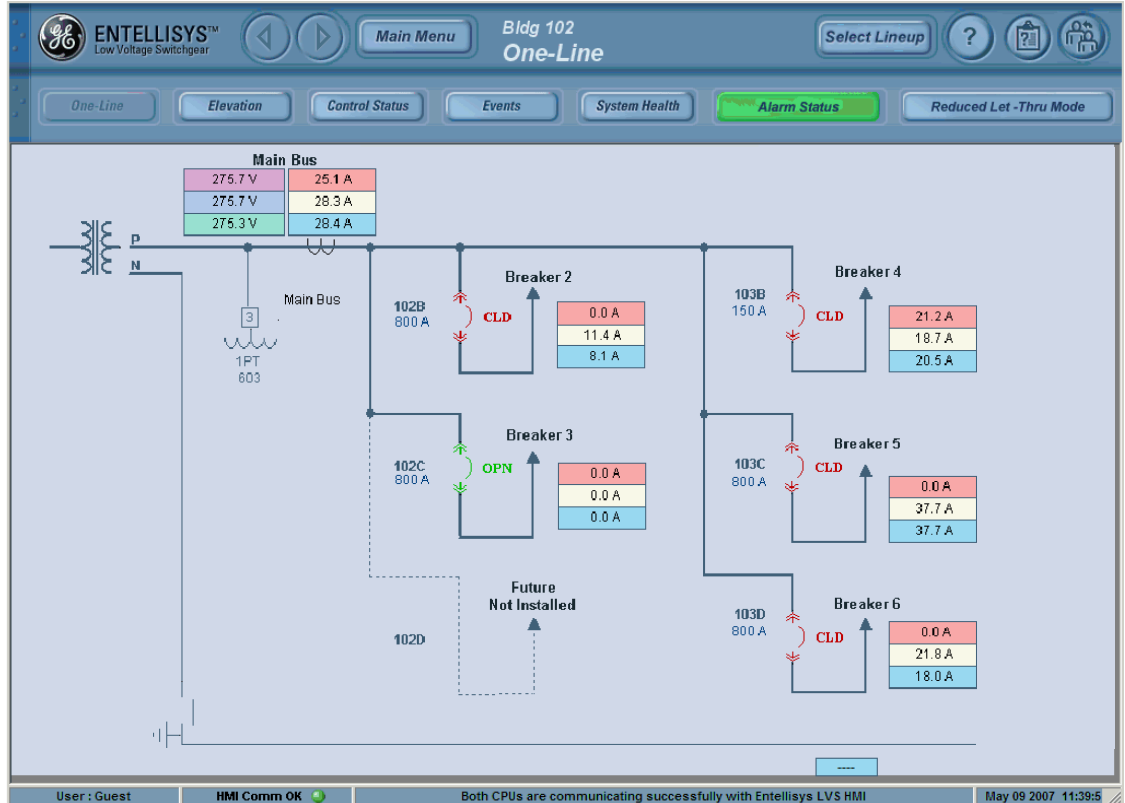 ENTELLISYS™
Low Voltage Switchgear
Main Menu
Bldg 102
One-Line
Select Lineup
?
?
One-Line
Elevation
Control Status
Events
System Health
Alarm Status
Reduced Let -Thru Mode
Main Bus
275.7 V 25.1 A
275.7 V 28.3 A
275.3 V 28.4 A
P
N
Main Bus
3
1PT
603
Breaker 2
102B
800 A
CLD
0.0 A
11.4 A
8.1 A
Breaker 4
103B
150 A
CLD
21.2 A
18.7 A
20.5 A
Breaker 3
102C
800 A
OPN
0.0 A
0.0 A
0.0 A
Breaker 5
103C
800 A
CLD
0.0 A
37.7 A
37.7 A
Future
Not Installed
102D
Breaker 6
103D
800 A
CLD
0.0 A
21.8 A
18.0 A
----
User : Guest
HMI Comm OK
Both CPUs are communicating successfully with Entellisys LVS HMI
May 09 2007 11:39:5